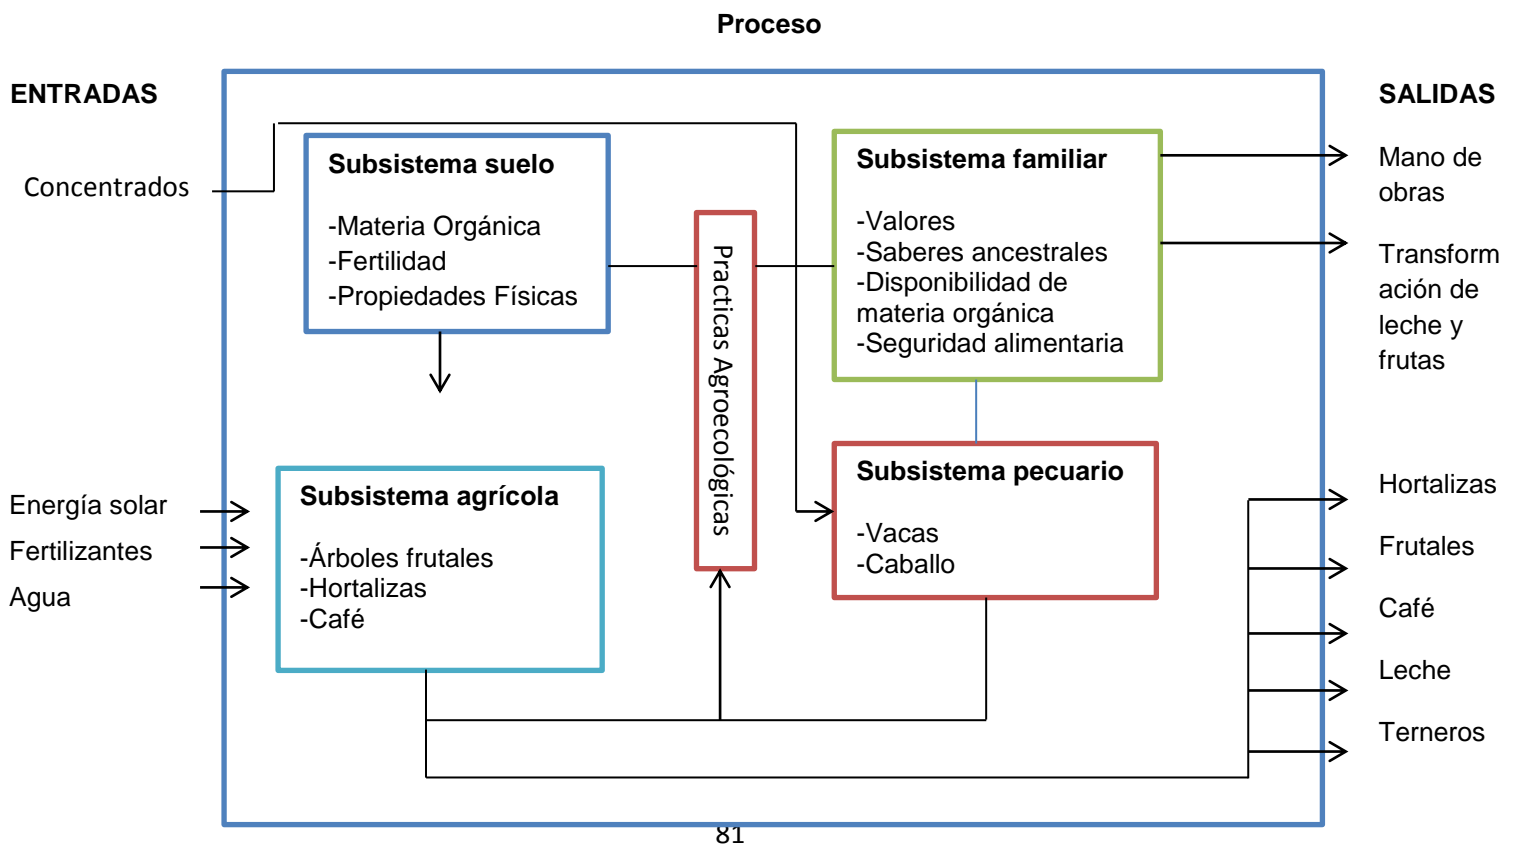 Proceso
ENTRADAS
Concentrados
Energía solar
Fertilizantes
Agua
Subsistema suelo
-Materia Orgánica
-Fertilidad
-Propiedades Físicas
Subsistema agrícola
-Árboles frutales
-Hortalizas
-Café
Practicas Agroecológicas
Subsistema familiar
-Valores
-Saberes ancestrales
-Disponibilidad de
materia orgánica
-Seguridad alimentaria
Subsistema pecuario
-Vacas
-Caballo
SALIDAS
Mano de
obras
Transform
ación de
leche y
frutas
Hortalizas
Frutales
Café
Leche
Terneros
81